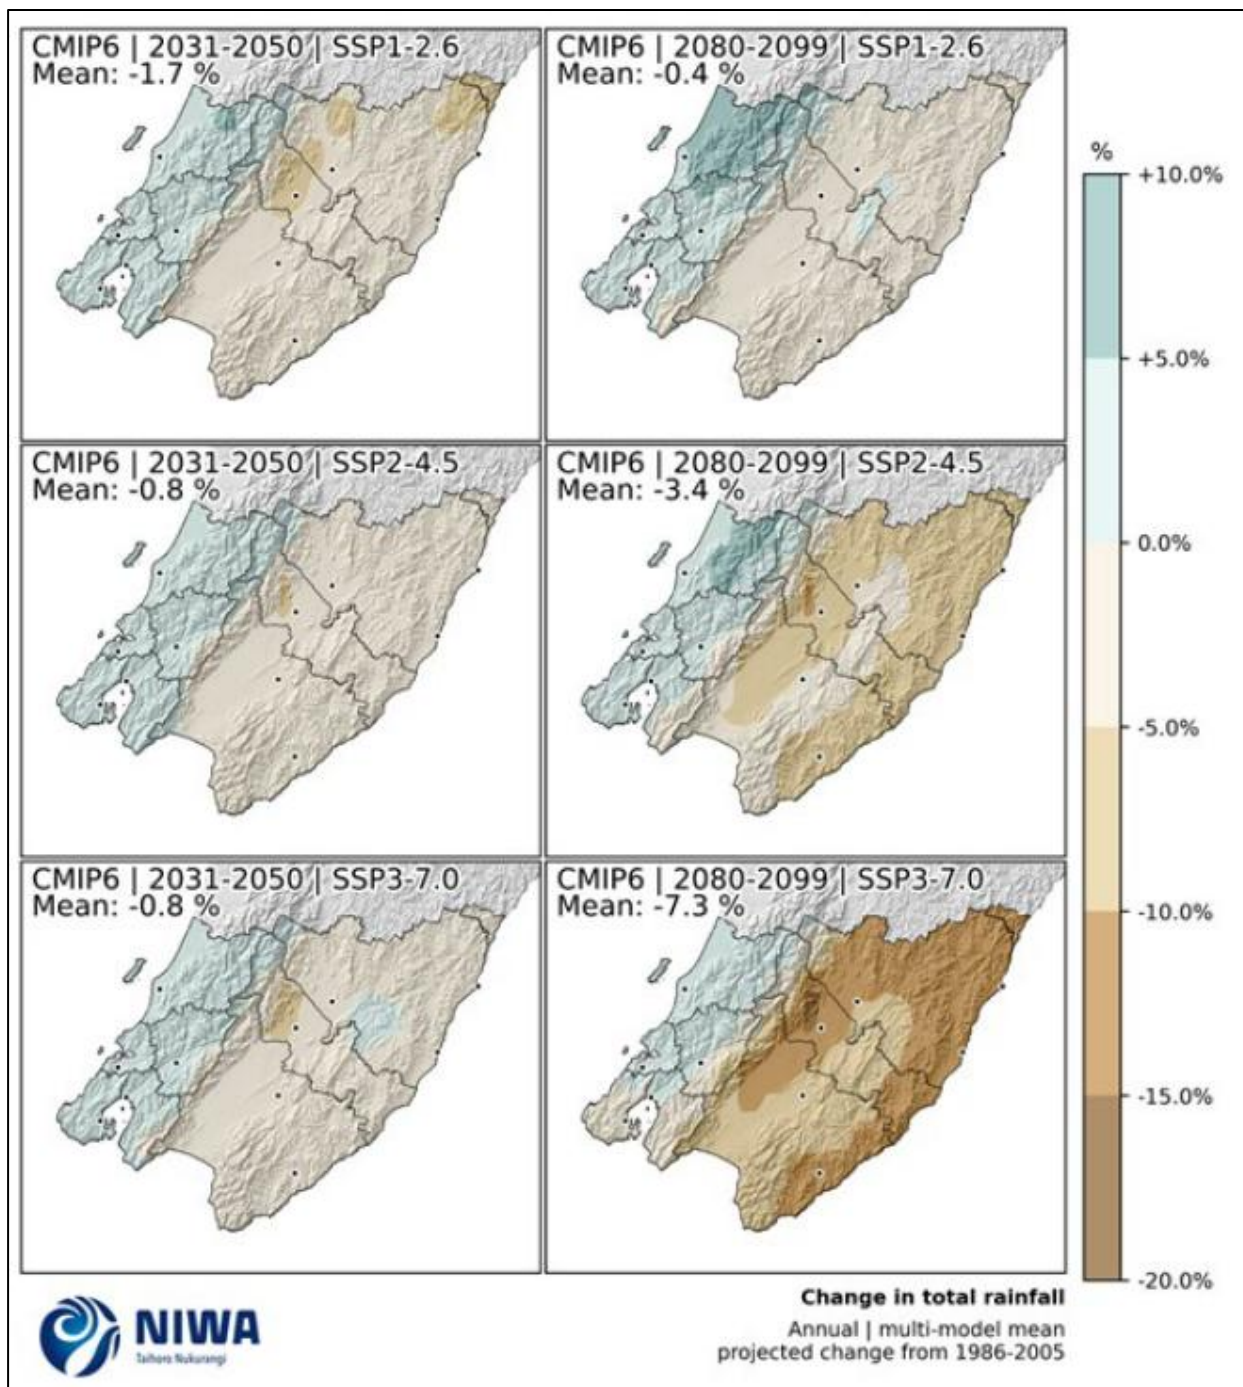 CMIP6 | 2031-2050 | SSP1-2.6
Mean: -1.7 %
CMIP6 | 2080-2099 | SSP1-2.6
Mean: -0.4 %
CMIP6 | 2031-2050 | SSP2-4.5
Mean: -0.8 %
CMIP6 | 2080-2099 | SSP2-4.5
Mean: -3.4 %
CMIP6 | 2031-2050 | SSP3-7.0
Mean: -0.8 %
CMIP6 | 2080-2099 | SSP3-7.0
Mean: -7.3 %
%
+10.0%
+5.0%
0.0%
-5.0%
-10.0%
-15.0%
-20.0%
NIWA
Taihoro Nukurangi
Change in total rainfall
Annual | multi-model mean
projected change from 1986-2005